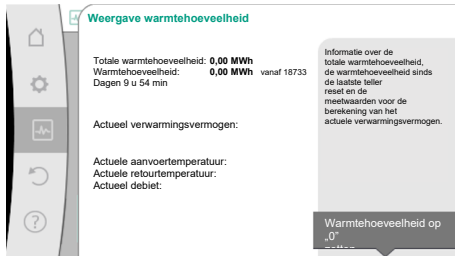 Weergave warmtehoeveelheid
Totale warmtehoeveelheid: 0,00 MWh
Warmtehoeveelheid: 0,00 MWh vanaf 18733
Dagen 9 u 54 min
Actueel verwarmingsvermogen:
Actuele aanvoertemperatuur:
Actuele retourtemperatuur:
Actueel debiet:
Informatie over de
totale warmtehoeveelheid,
de warmtehoeveelheid sinds
de laatste teller
reset en de
meetwaarden voor de
berekening van het
actuele verwarmingsvermogen.
Warmtehoeveelheid op
„0”